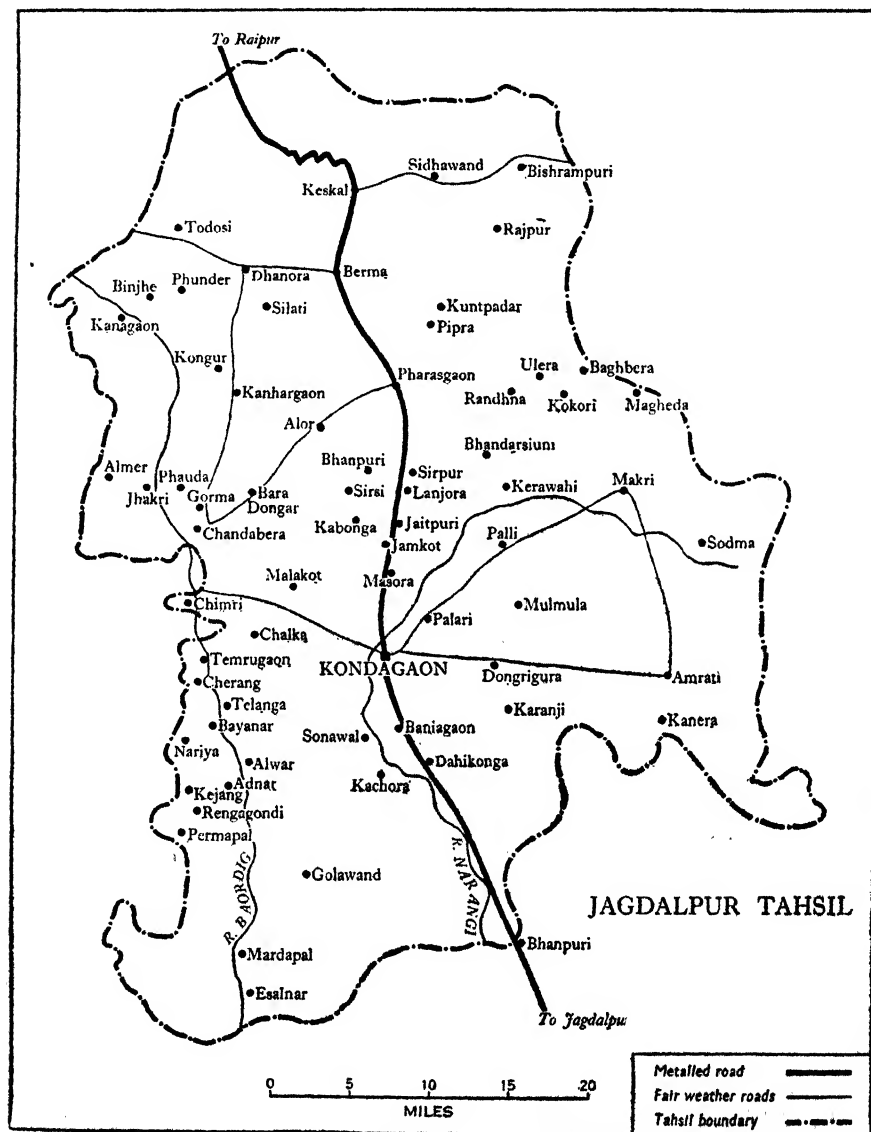 To Raipur
Sidhawand
Bishrampuri
Keskal
Todosi
Rajpur
Dhanora
Berma
Binjhe
Phunder
Silati
Kuntpadar
Kanagaon
Pipra
Kongur
Ulera
Baghbera
Pharasgaon
Kanhargaon
Randhna
Kokori
Magheda
Alor
Bhandarsiuni
Bhanpuri
Almer
Phauda
Sirpur
Jhakri
Gorma
Bara
Dongar
Sirsi
Lanjora
Kerawahi
Makri
Chandabera
Kabonga
Jaitpuri
Jamkot
Palli
Sodma
Malakot
Masora
Chimri
Palari
Mulmula
Chalka
Temrugaon
KONDAGAON
Dongrigura
Amrati
Cherang
Telanga
Karanji
Kanera
Bayanar
Sonawal
Baniagaon
Nariya
Alwar
Dahikonga
Kejang
Adnar
Kachora
Rengagondi
Permapal
R. BAORDIG
R. NARANGI
Golawand
JAGDALPUR TAHSIL
Bhanpuri
Mardapal
Esalnar
To Jagdalpur
0 5 10 15 20
MILES
Metalled road
Fair weather roads
Tahsil boundary